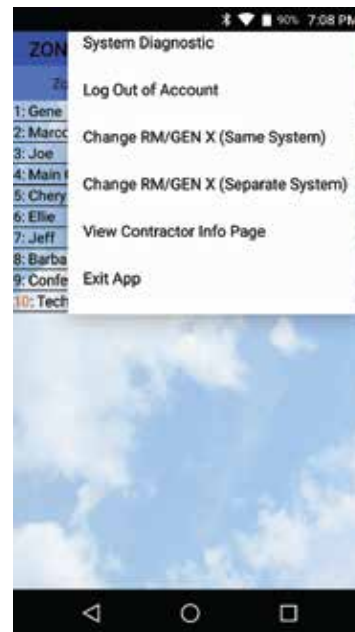 90% 7:08 PM
ZON
System Diagnostic
Zo
Log Out of Account
1: Gene
2: Marco
Change RM/GEN X (Same System)
3: Joe
4: Main
Change RM/GEN X (Separate System)
5: Chery
6: Ellie
7: Jeff
View Contractor Info Page
8: Barba
9: Confe
Exit App
10: Tech